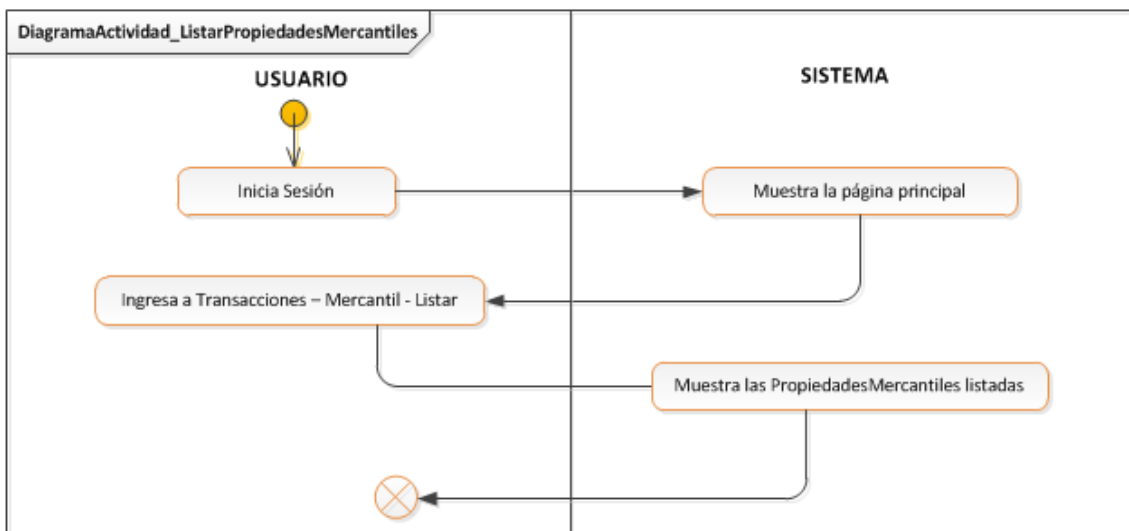 DiagramaActividad_ListarPropiedadesMercantiles
USUARIO
SISTEMA
Inicia Sesión
Muestra la página principal
Ingresa a Transacciones – Mercantil - Listar
Muestra las PropiedadesMercantiles listadas